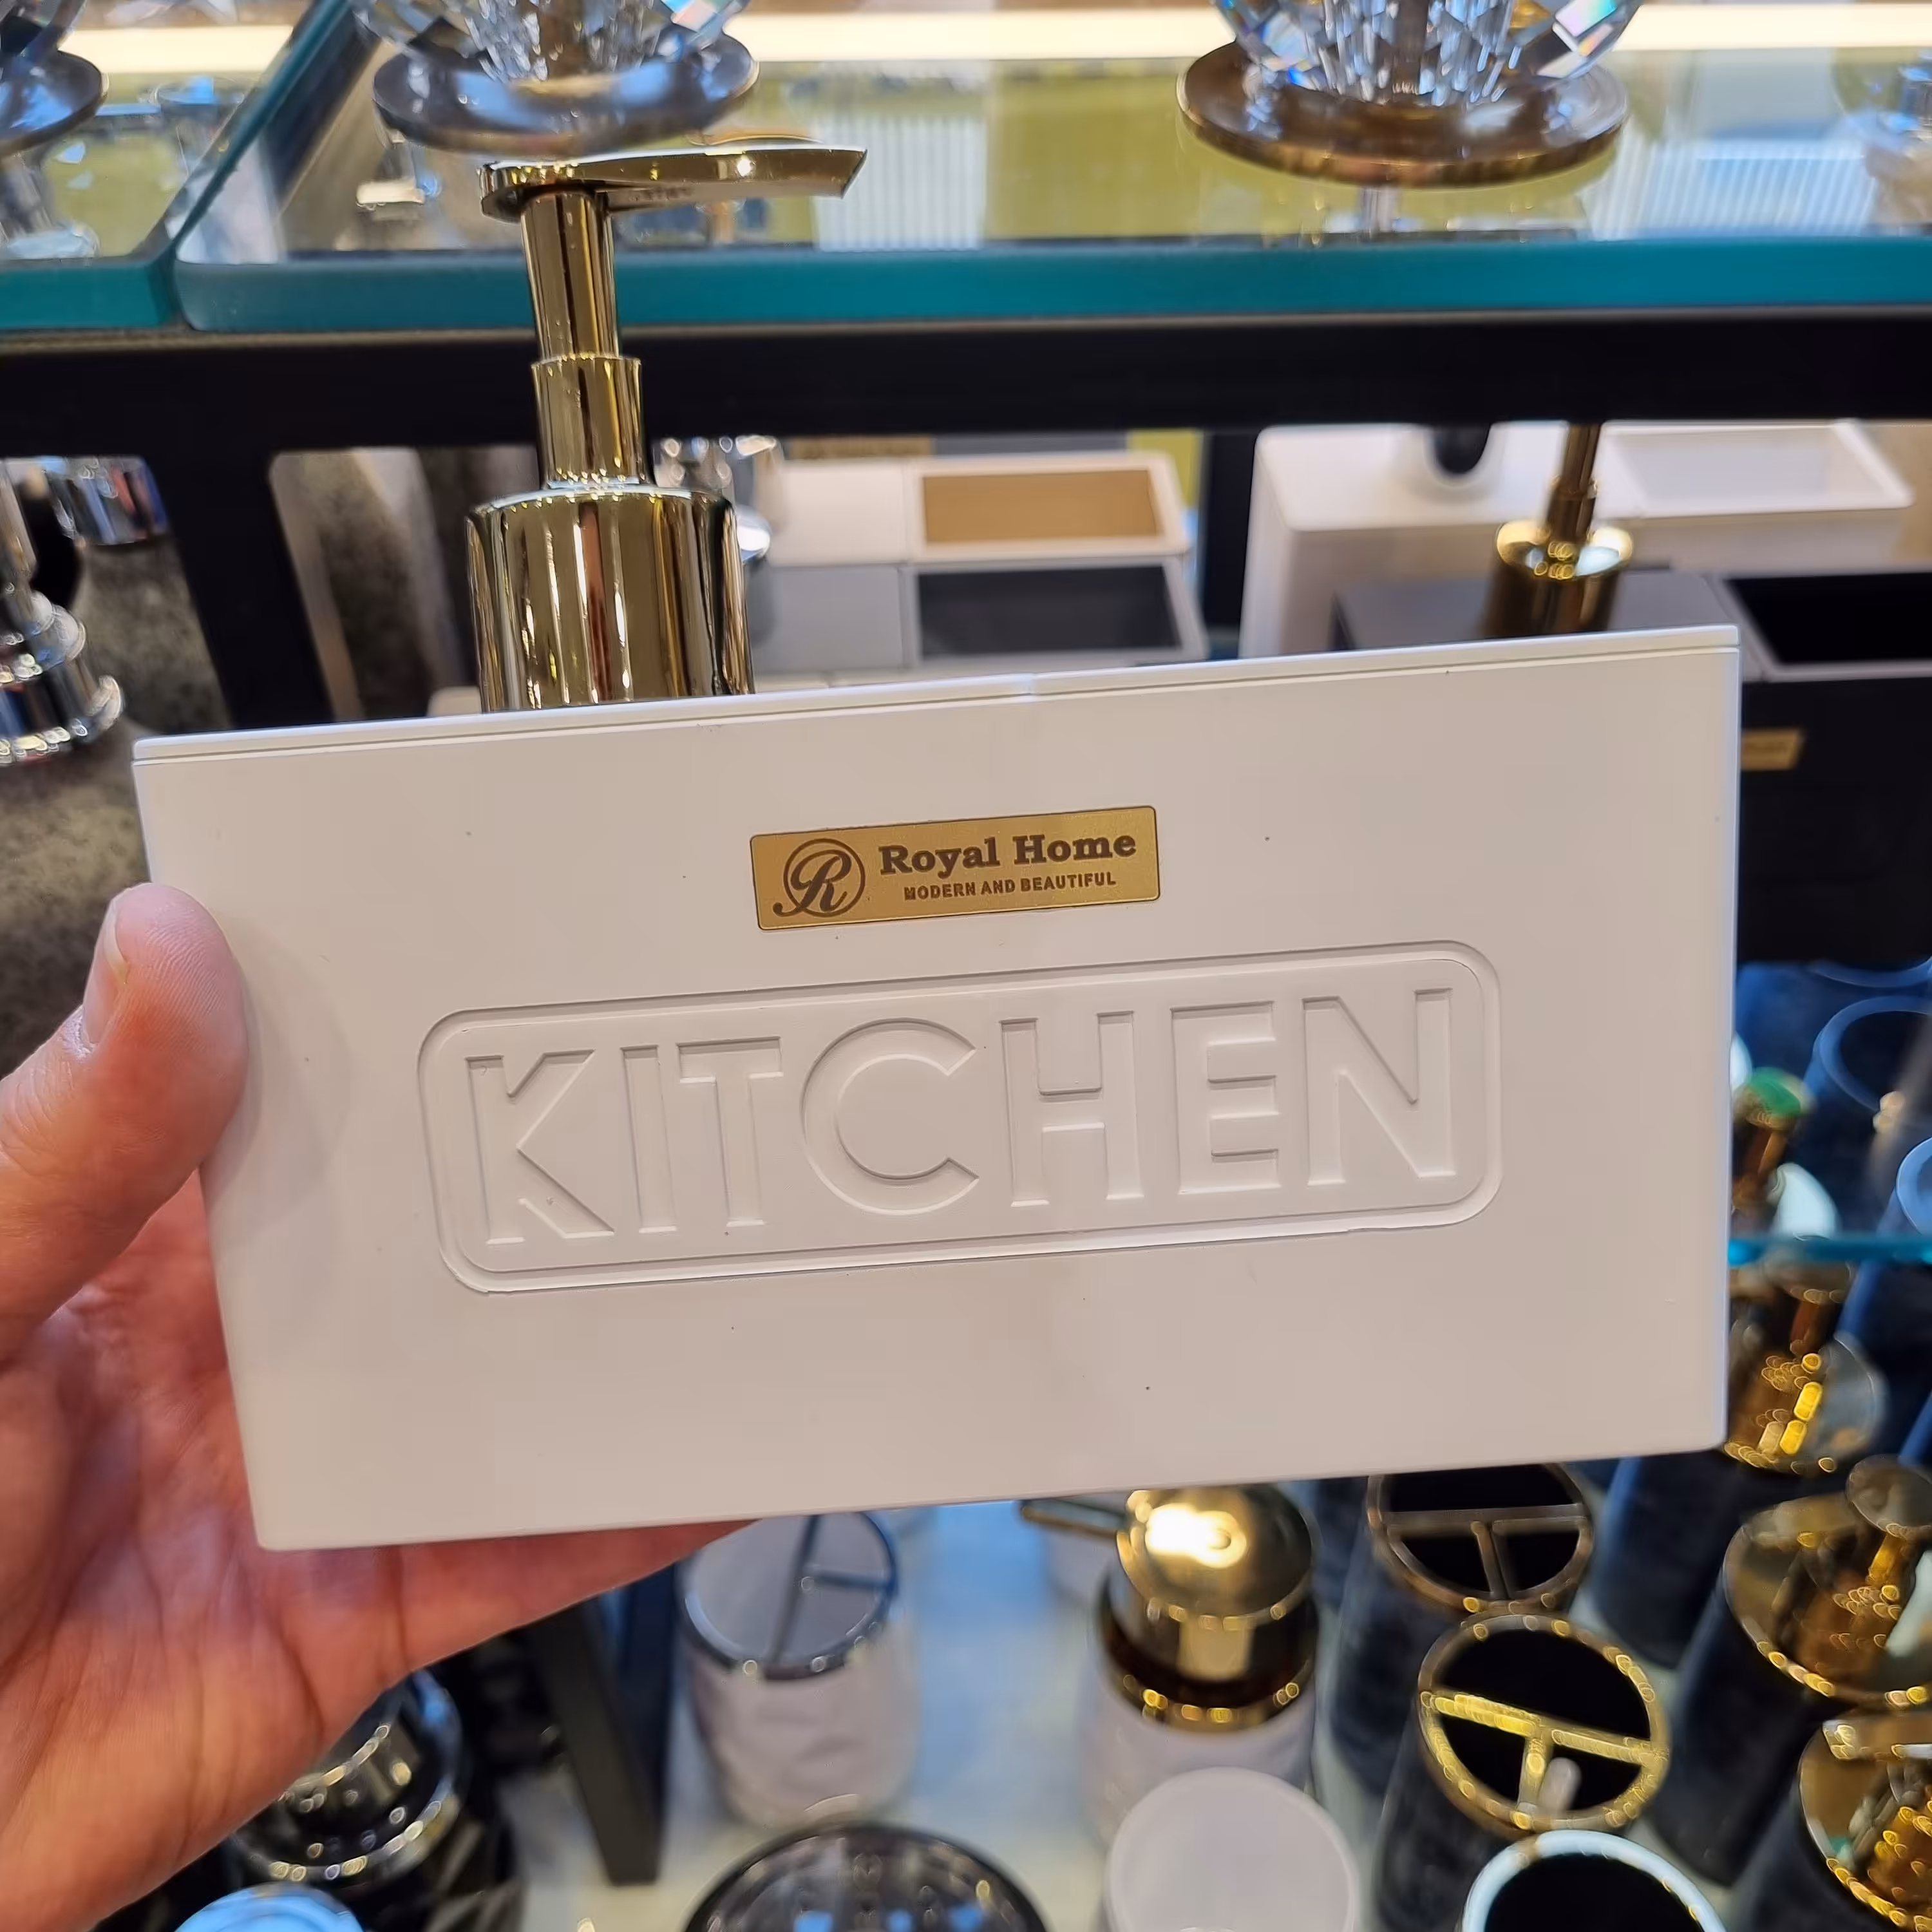 R Royal Home
MODERN AND BEAUTIFUL
KITCHEN